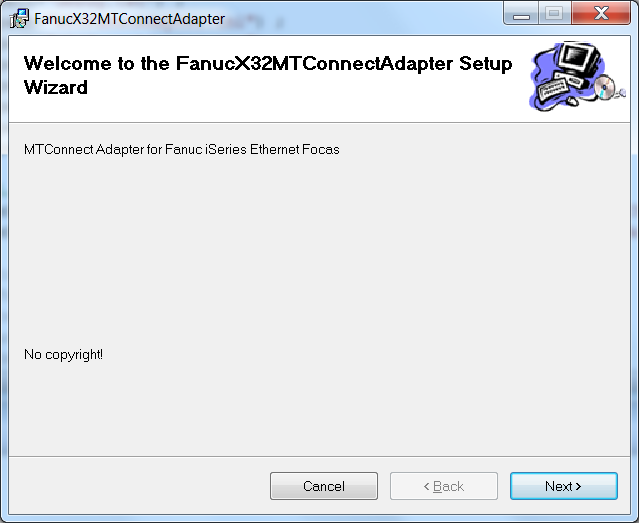 FanucX32MTConnectAdapter
Welcome to the FanucX32MTConnectAdapter Setup
Wizard
MTConnect Adapter for Fanuc iSeries Ethernet Focas
No copyright!
Cancel
< Back
Next >